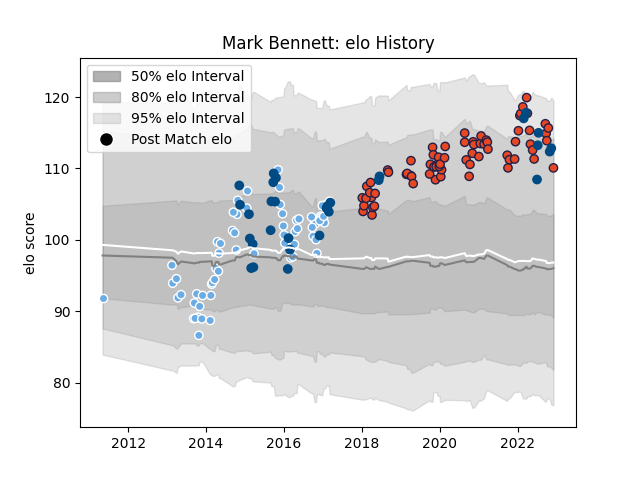 Mark Bennett: elo History
50% elo Interval
80% elo Interval
95% elo Interval
Post Match elo
elo score
120
110
100
90
80
2012 2014 2016 2018 2020 2022